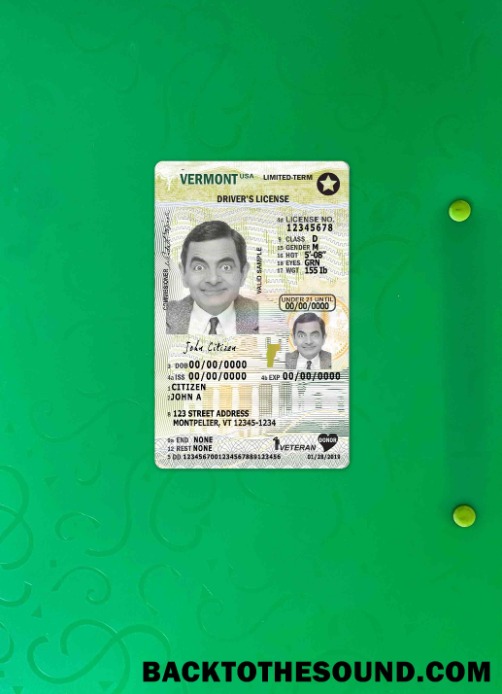 VERMONT USA LIMITED-TERM
DRIVER'S LICENSE
4d LICENSE NO.
12345678
9 CLASS D
15 GENDER M
16 HGT 5'-08"
18 EYES GRN
17 WGT 155 lb
VALID SAMPLE
UNDER 21 UNTIL
00/00/0000
John Citizen
3 DOB 00/00/0000
4a ISS 00/00/0000 4b EXP 00/00/0000
1 CITIZEN
2 JOHN A
8 123 STREET ADDRESS
MONTPELIER, VT 12345-1234
9a END NONE
12 REST NONE
VETERAN
DONOR
5 DD 1234567001234567889123456
01/28/2019
BACKTOTHESOUND.COM